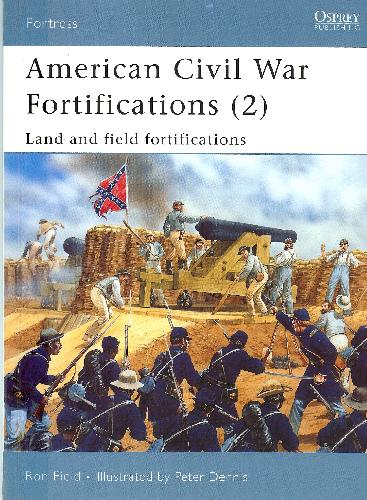 Fortress
OSPREY
PUBLISHING
American Civil War
Fortifications (2)
Land and field fortifications
Ron Field • Illustrated by Peter Dennis